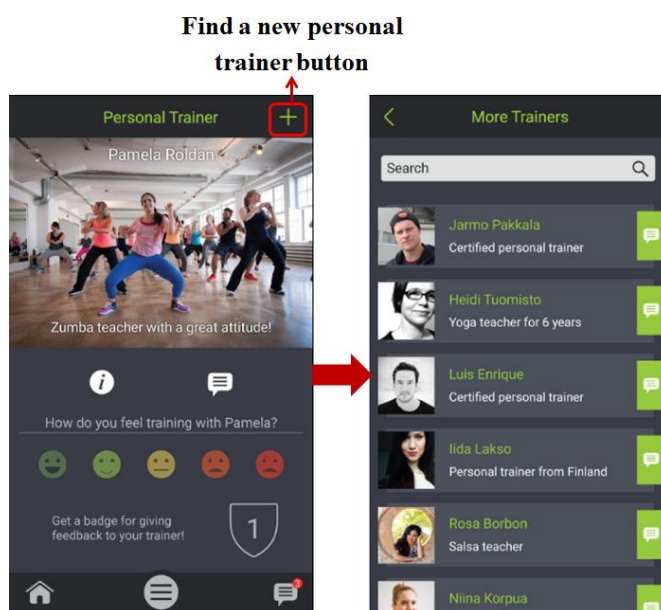 Find a new personal
trainer button
Personal Trainer
Pamela Roldan
Zumba teacher with a great attitude!
i
How do you feel training with Pamela?
Get a badge for giving
feedback to your trainer!
1
3
More Trainers
Search
Jarmo Pakkala
Certified personal trainer
Heidi Tuomisto
Yoga teacher for 6 years
Luis Enrique
Certified personal trainer
Iida Lakso
Personal trainer from Finland
Rosa Borbon
Salsa teacher
Niina Korpua